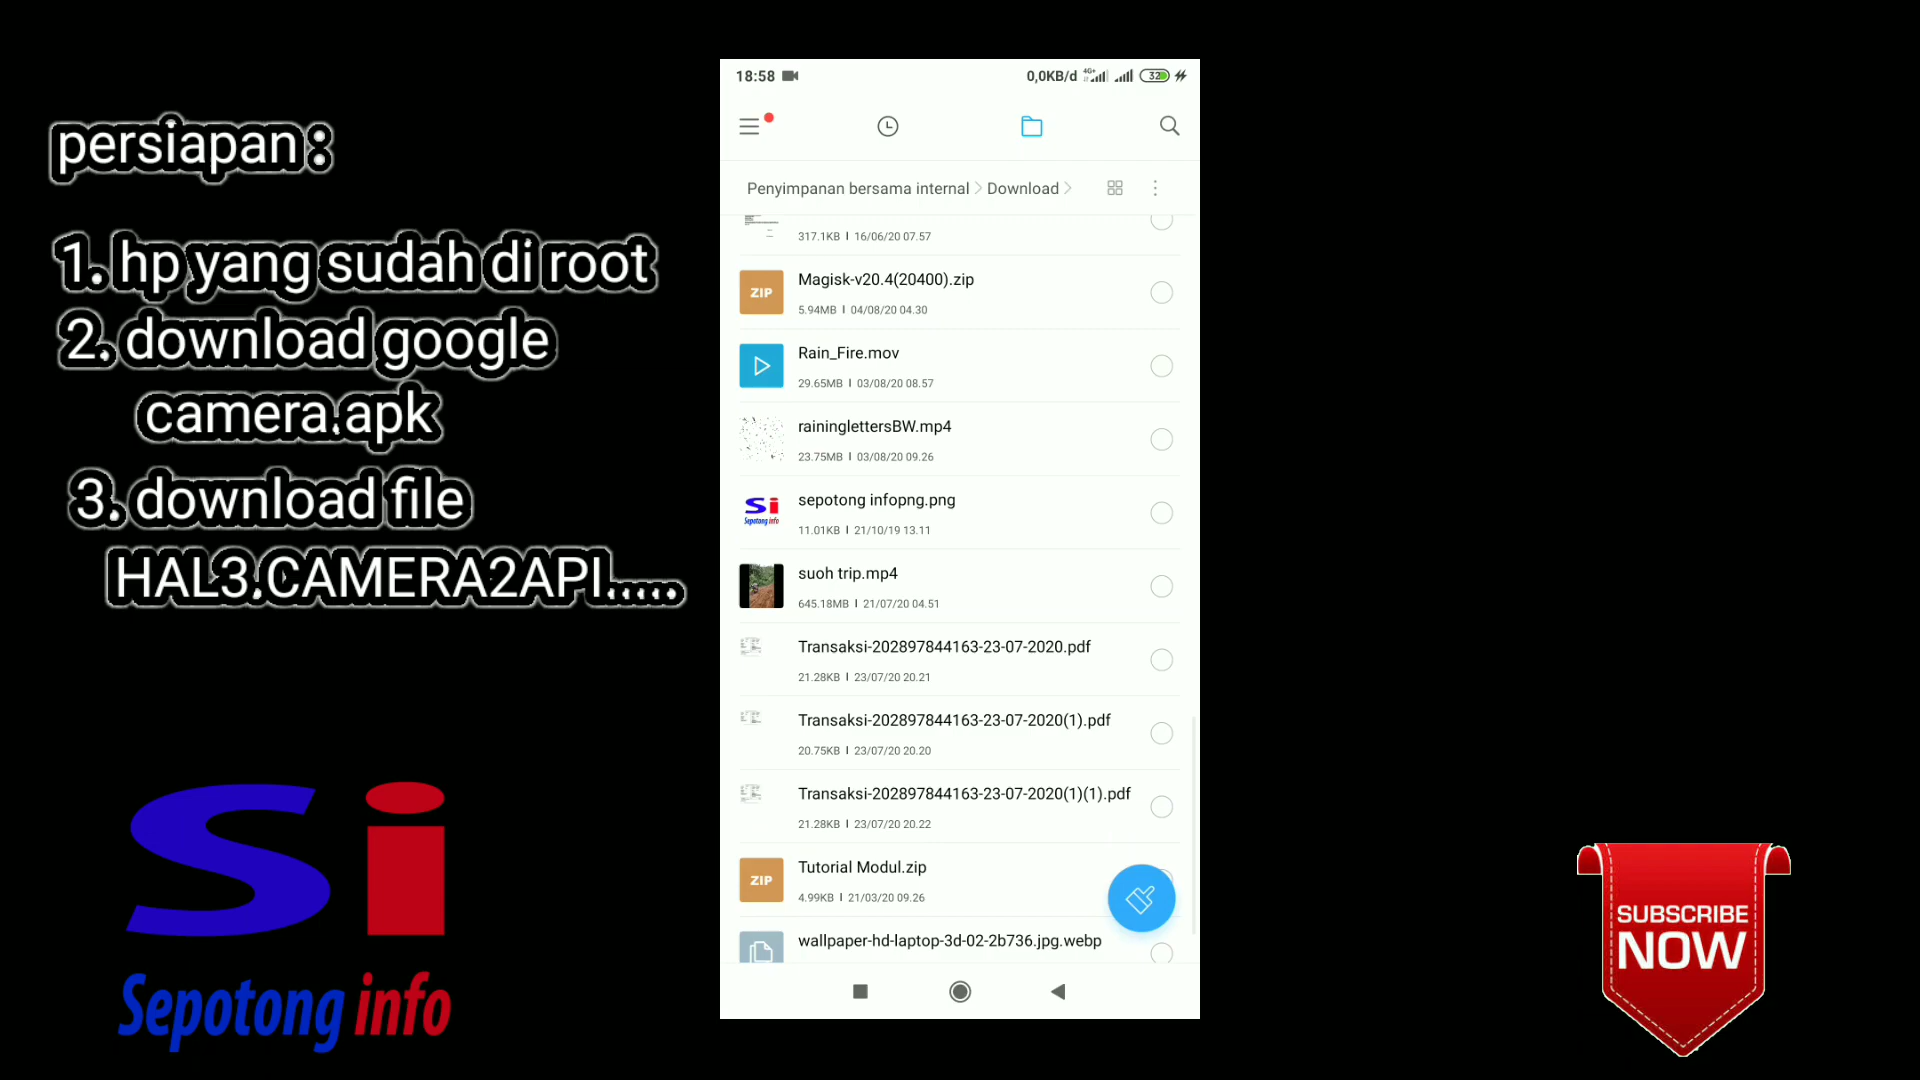 persiapan :
1. hp yang sudah di root
2. download google
camera.apk
3. download file
HAL3.CAMERA2API.....
Si
Sepotong info
18:58
0,0KB/d 4G+ 32
Penyimpanan bersama internal > Download >
317.1KB | 16/06/20 07.57
ZIP
Magisk-v20.4(20400).zip
5.94MB | 04/08/20 04.30
Rain_Fire.mov
29.65MB | 03/08/20 08.57
raininglettersBW.mp4
23.75MB | 03/08/20 09.26
Si
Sepotong info
sepotong infopng.png
11.01KB | 21/10/19 13.11
suoh trip.mp4
645.18MB | 21/07/20 04.51
Transaksi-202897844163-23-07-2020.pdf
21.28KB | 23/07/20 20.21
Transaksi-202897844163-23-07-2020(1).pdf
20.75KB | 23/07/20 20.20
Transaksi-202897844163-23-07-2020(1)(1).pdf
21.28KB | 23/07/20 20.22
ZIP
Tutorial Modul.zip
4.99KB | 21/03/20 09.26
wallpaper-hd-laptop-3d-02-2b736.jpg.webp
SUBSCRIBE
NOW